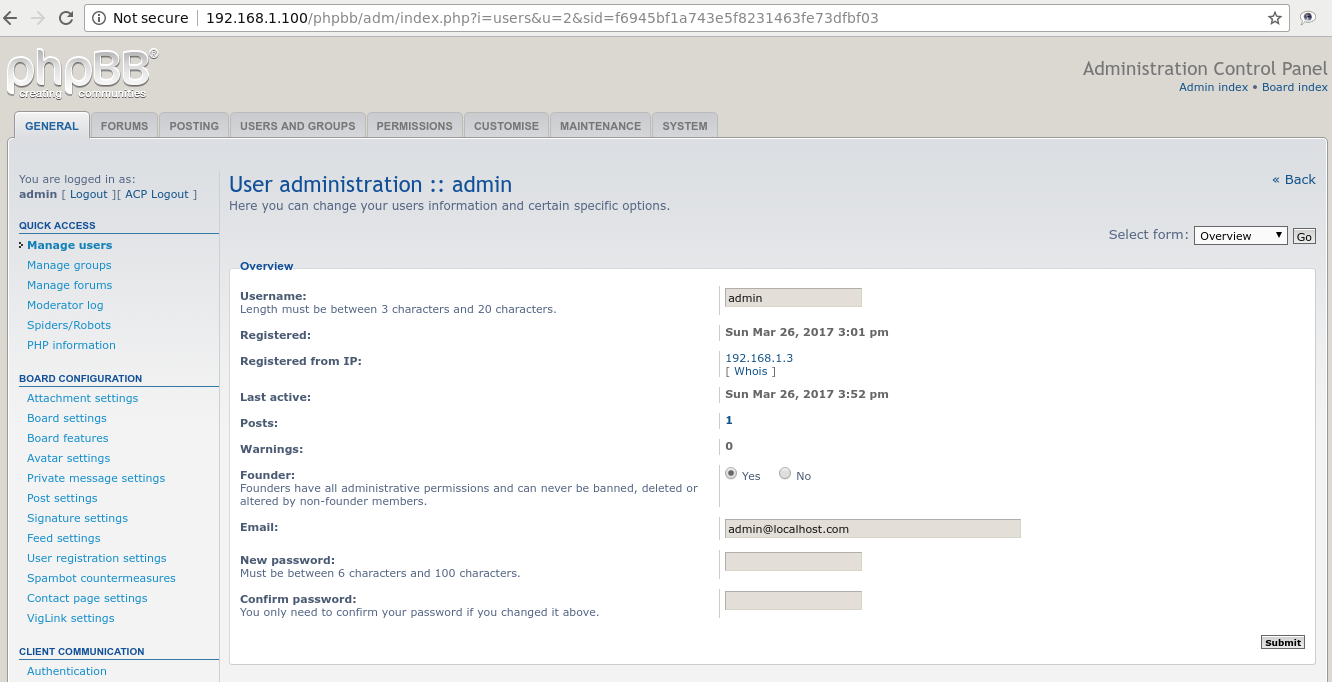 Not secure 192.168.1.100/phpbb/adm/index.php?i=users&u=2&sid=f6945bf1a743e5f8231463fe73dfbf03
phpBB®
creating communities
Administration Control Panel
Admin index • Board index
GENERAL FORUMS POSTING USERS AND GROUPS PERMISSIONS CUSTOMISE MAINTENANCE SYSTEM
You are logged in as:
admin [ Logout ][ ACP Logout ]
QUICK ACCESS
Manage users
Manage groups
Manage forums
Moderator log
Spiders/Robots
PHP information
BOARD CONFIGURATION
Attachment settings
Board settings
Board features
Avatar settings
Private message settings
Post settings
Signature settings
Feed settings
User registration settings
Spambot countermeasures
Contact page settings
VigLink settings
CLIENT COMMUNICATION
Authentication
« Back
User administration :: admin
Here you can change your users information and certain specific options.
Select form: Overview Go
Overview
Username: admin
Length must be between 3 characters and 20 characters.
Registered: Sun Mar 26, 2017 3:01 pm
Registered from IP: 192.168.1.3
[ Whois ]
Last active: Sun Mar 26, 2017 3:52 pm
Posts: 1
Warnings: 0
Founder: Yes No
Founders have all administrative permissions and can never be banned, deleted or
altered by non-founder members.
Email: admin@localhost.com
New password:
Must be between 6 characters and 100 characters.
Confirm password:
You only need to confirm your password if you changed it above.
Submit